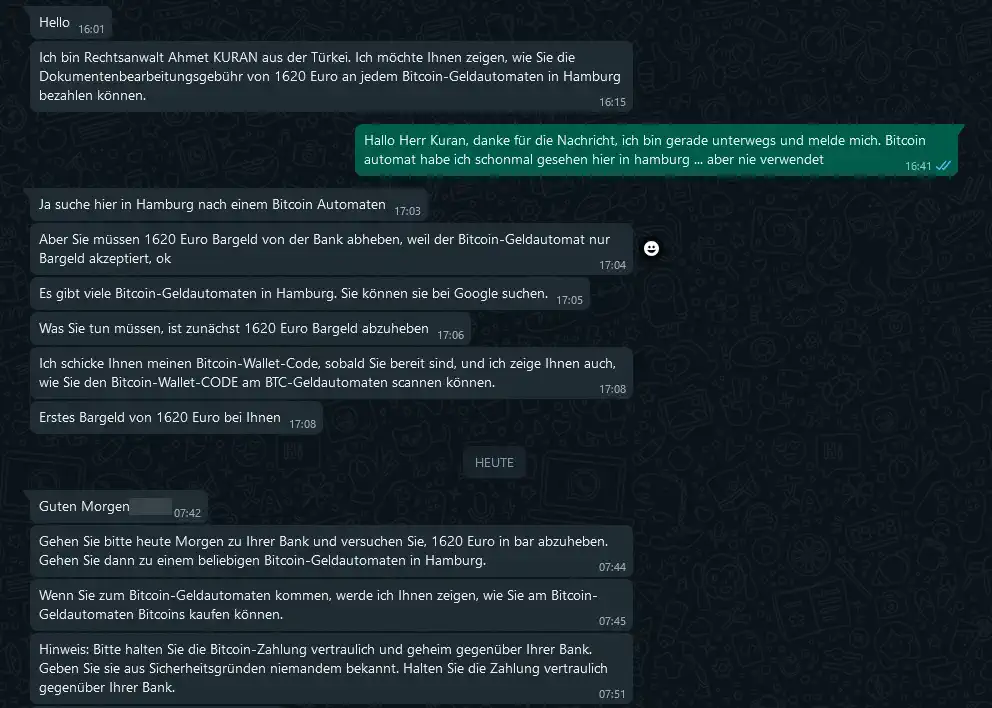 Hello 16:01
Ich bin Rechtsanwalt Ahmet KURAN aus der Türkei. Ich möchte Ihnen zeigen, wie Sie die
Dokumentenbearbeitungsgebühr von 1620 Euro an jedem Bitcoin-Geldautomaten in Hamburg
bezahlen können.
16:15
Hallo Herr Kuran, danke für die Nachricht, ich bin gerade unterwegs und melde mich. Bitcoin
automat habe ich schonmal gesehen hier in hamburg ... aber nie verwendet
16:41
Ja suche hier in Hamburg nach einem Bitcoin Automaten 17:03
Aber Sie müssen 1620 Euro Bargeld von der Bank abheben, weil der Bitcoin-Geldautomat nur
Bargeld akzeptiert, ok
17:04
Es gibt viele Bitcoin-Geldautomaten in Hamburg. Sie können sie bei Google suchen. 17:05
Was Sie tun müssen, ist zunächst 1620 Euro Bargeld abzuheben 17:06
Ich schicke Ihnen meinen Bitcoin-Wallet-Code, sobald Sie bereit sind, und ich zeige Ihnen auch,
wie Sie den Bitcoin-Wallet-CODE am BTC-Geldautomaten scannen können.
17:08
Erstes Bargeld von 1620 Euro bei Ihnen 17:08
HEUTE
Guten Morgen 07:42
Gehen Sie bitte heute Morgen zu Ihrer Bank und versuchen Sie, 1620 Euro in bar abzuheben.
Gehen Sie dann zu einem beliebigen Bitcoin-Geldautomaten in Hamburg.
07:44
Wenn Sie zum Bitcoin-Geldautomaten kommen, werde ich Ihnen zeigen, wie Sie am Bitcoin-
Geldautomaten Bitcoins kaufen können.
07:45
Hinweis: Bitte halten Sie die Bitcoin-Zahlung vertraulich und geheim gegenüber Ihrer Bank.
Geben Sie sie aus Sicherheitsgründen niemandem bekannt. Halten Sie die Zahlung vertraulich
gegenüber Ihrer Bank.
07:51